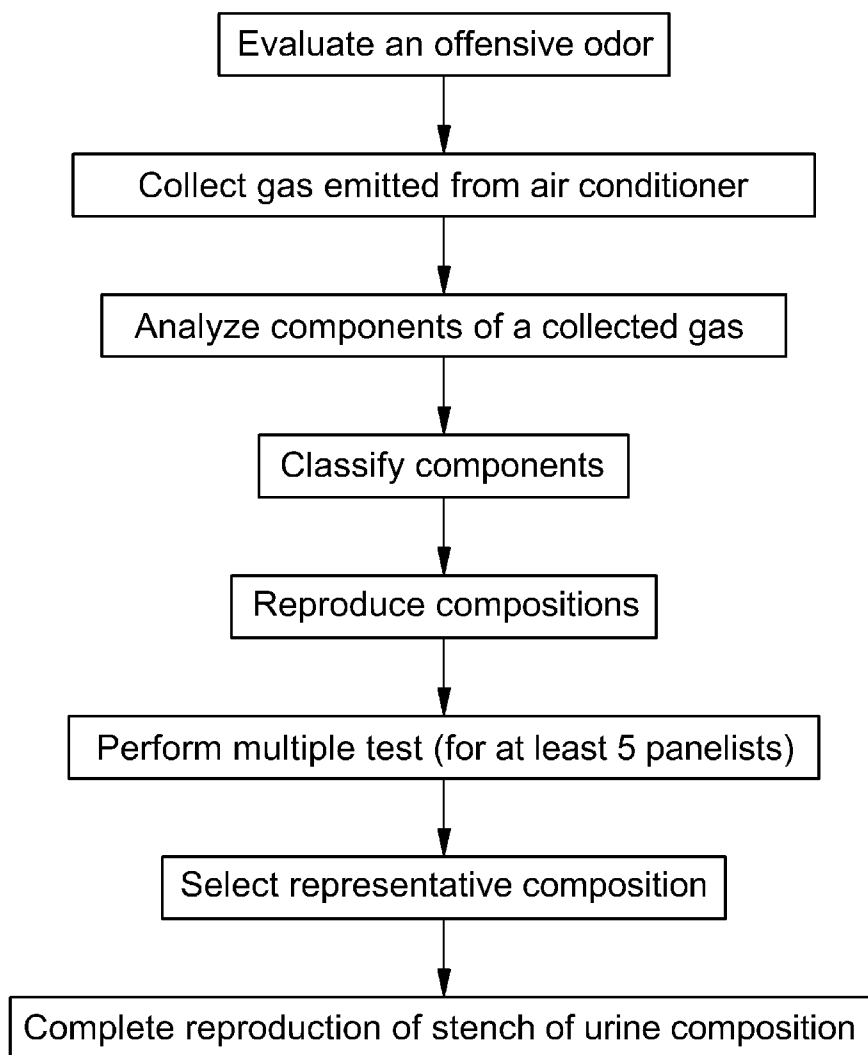 Evaluate an offensive odor
Collect gas emitted from air conditioner
Analyze components of a collected gas
Classify components
Reproduce compositions
Perform multiple test (for at least 5 panelists)
Select representative composition
Complete reproduction of stench of urine composition